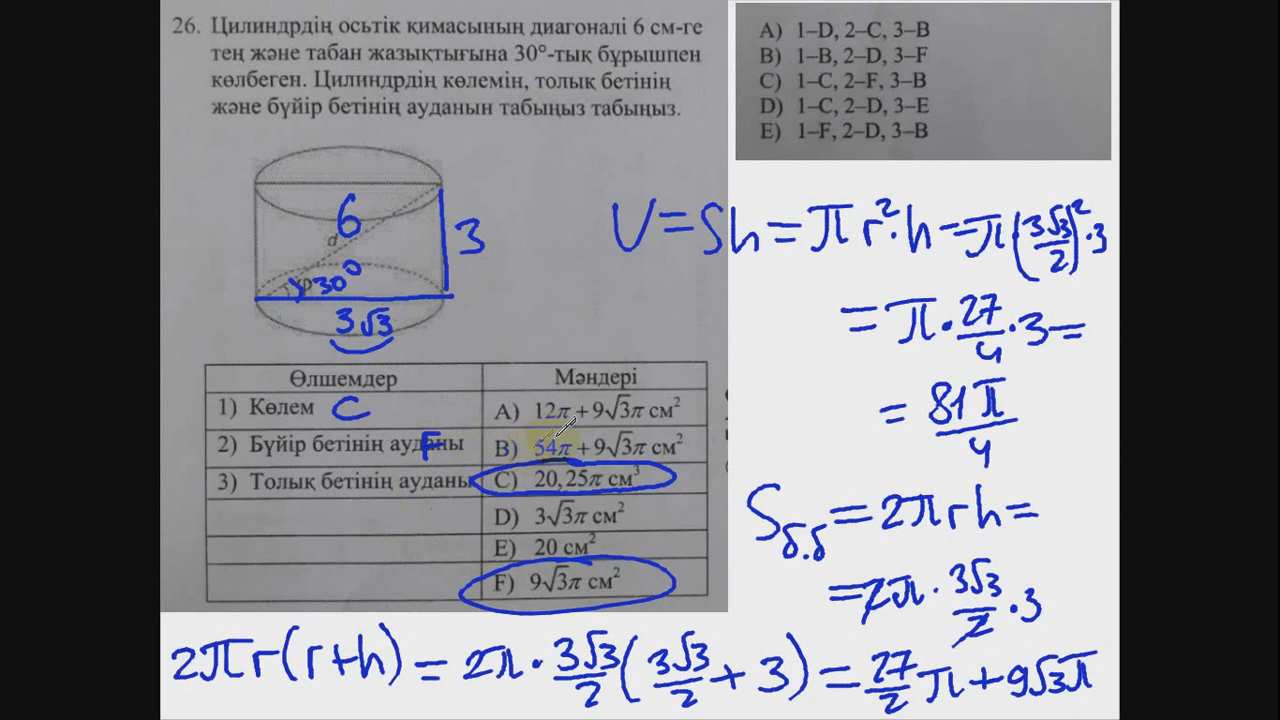 26. Цилиндрдің осьтік қимасының диагоналі 6 см-ге
тең және табан жазықтығына 30°-тық бұрышпен
көлбеген. Цилиндрдің көлемін, толық бетінің
және бүйір бетінің ауданын табыңыз табыңыз.
A) 1–D, 2–C, 3–B
B) 1–B, 2–D, 3–F
C) 1–C, 2–F, 3–B
D) 1–C, 2–D, 3–E
E) 1–F, 2–D, 3–B
6
d
3
φ 30°
3√3
V = Sh = πr²·h = π(3√3/2)²·3
= π · 27/4 · 3 =
= 81π/4
Өлшемдер Мәндері
1) Көлем C A) 12π + 9√3π см²
2) Бүйір бетінің ауданы F B) 54π + 9√3π см²
3) Толық бетінің ауданы C) 20,25π см³
D) 3√3π см²
E) 20 см²
F) 9√3π см²
Sб.б = 2πrh =
= 2π · 3√3/2 · 3
2πr(r+h) = 2π · 3√3/2 (3√3/2 + 3) = 27/2 π + 9√3π